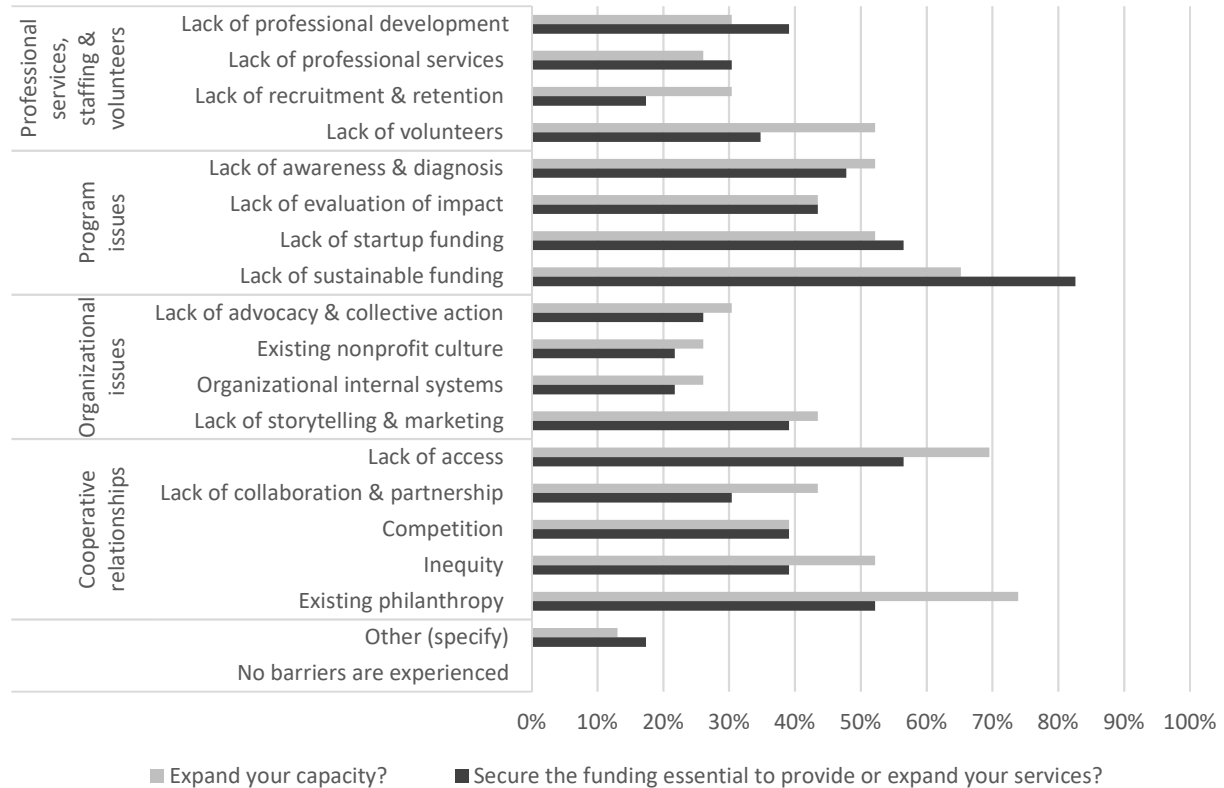 Professional
services,
staffing &
volunteers
Lack of professional development
Lack of professional services
Lack of recruitment & retention
Lack of volunteers
Program
issues
Lack of awareness & diagnosis
Lack of evaluation of impact
Lack of startup funding
Lack of sustainable funding
Organizational
issues
Lack of advocacy & collective action
Existing nonprofit culture
Organizational internal systems
Lack of storytelling & marketing
Cooperative
relationships
Lack of access
Lack of collaboration & partnership
Competition
Inequity
Existing philanthropy
Other (specify)
No barriers are experienced
0% 10% 20% 30% 40% 50% 60% 70% 80% 90% 100%
Expand your capacity? Secure the funding essential to provide or expand your services?